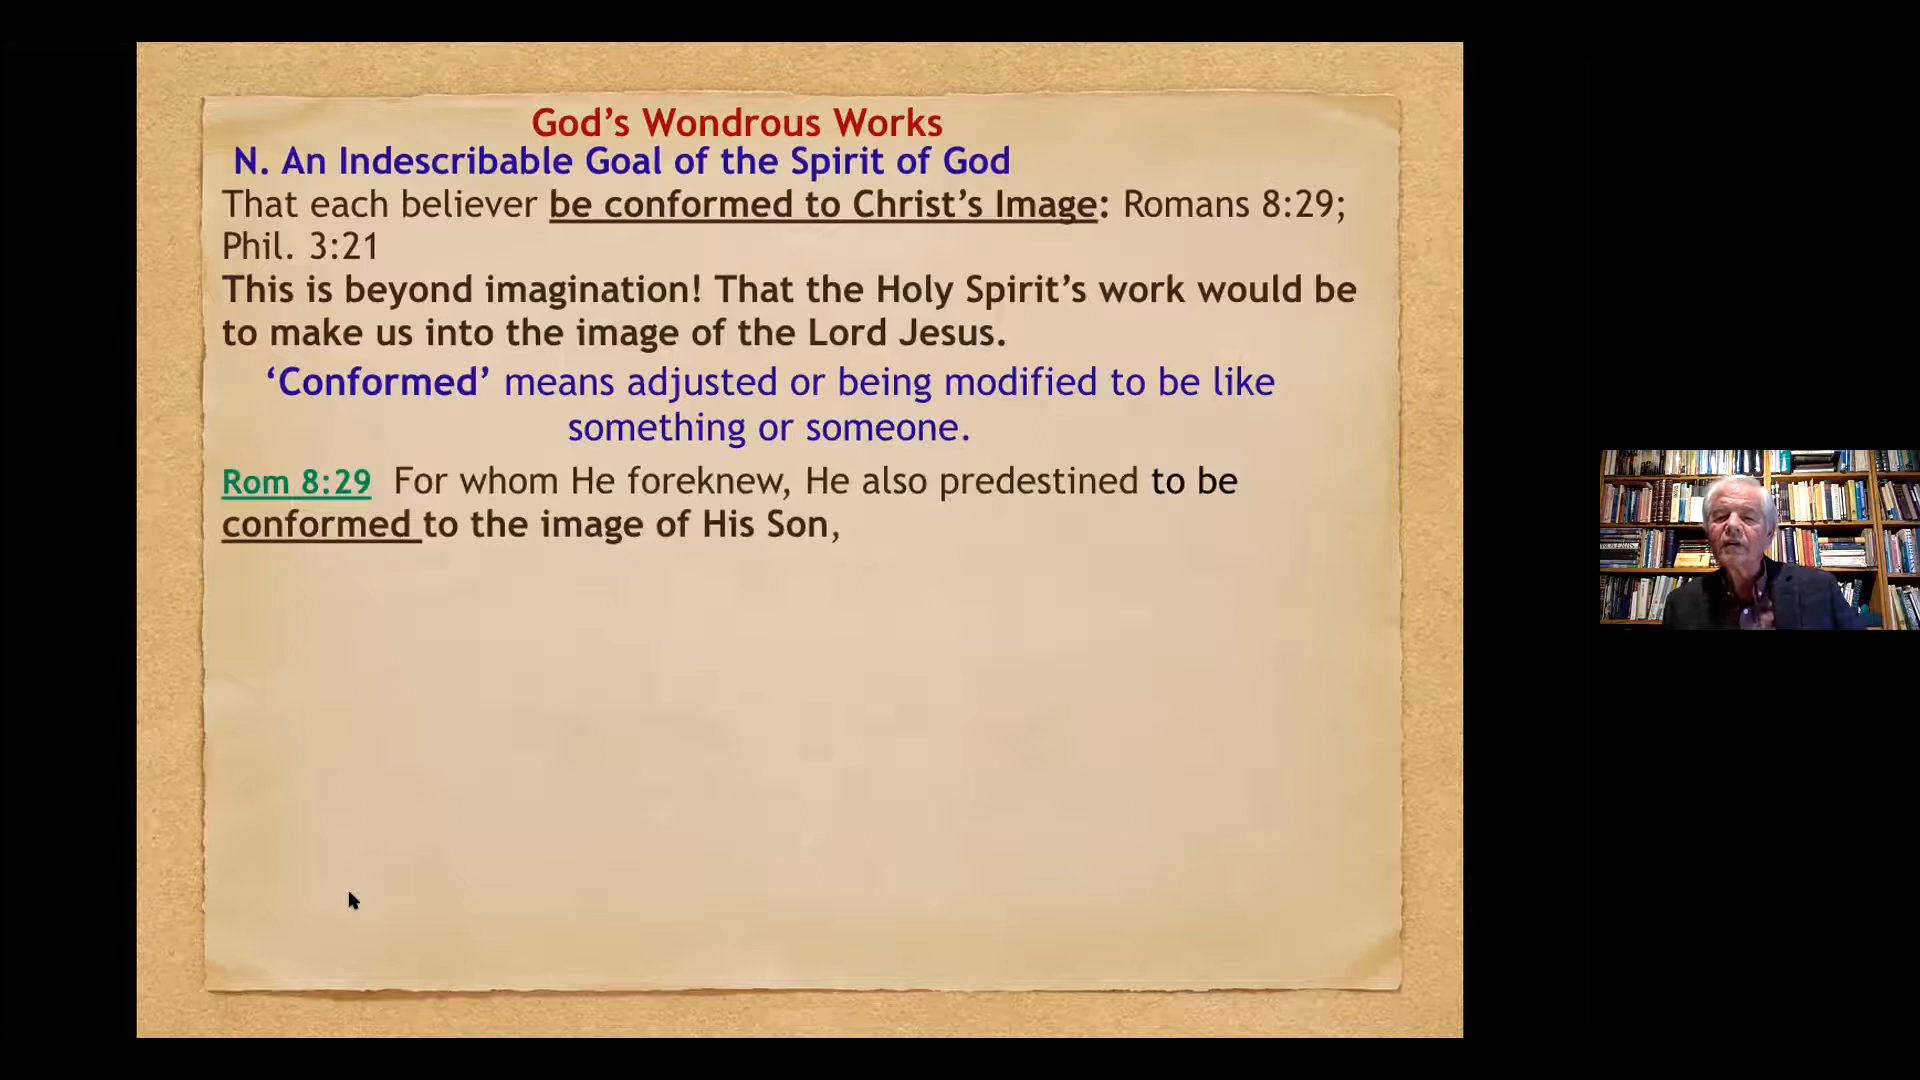 God’s Wondrous Works
N. An Indescribable Goal of the Spirit of God
That each believer be conformed to Christ’s Image: Romans 8:29;
Phil. 3:21
This is beyond imagination! That the Holy Spirit’s work would be
to make us into the image of the Lord Jesus.
‘Conformed’ means adjusted or being modified to be like
something or someone.
Rom 8:29 For whom He foreknew, He also predestined to be
conformed to the image of His Son,